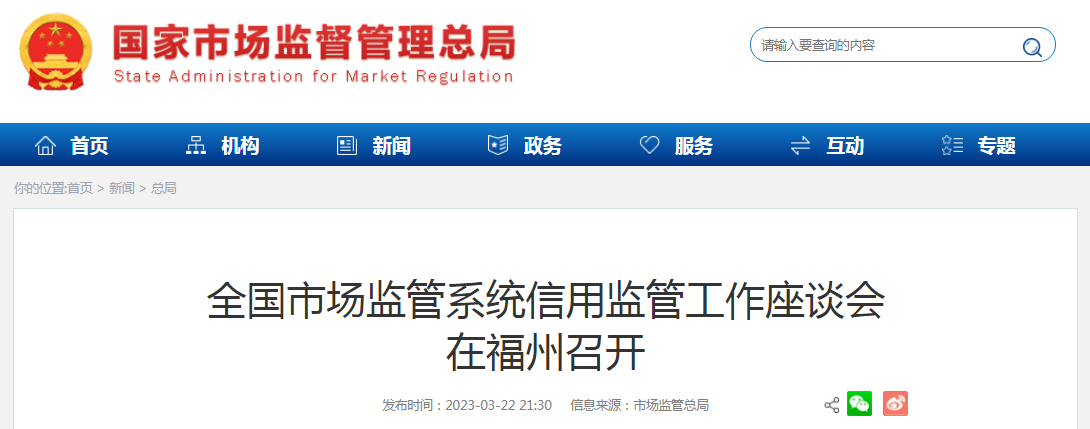 国家市场监督管理总局
State Administration for Market Regulation
请输入要查询的内容
首页 机构 新闻 政务 服务 互动 专题
你的位置:首页 > 新闻 > 总局
全国市场监管系统信用监管工作座谈会
在福州召开
发布时间：2023-03-22 21:30 信息来源：市场监管总局